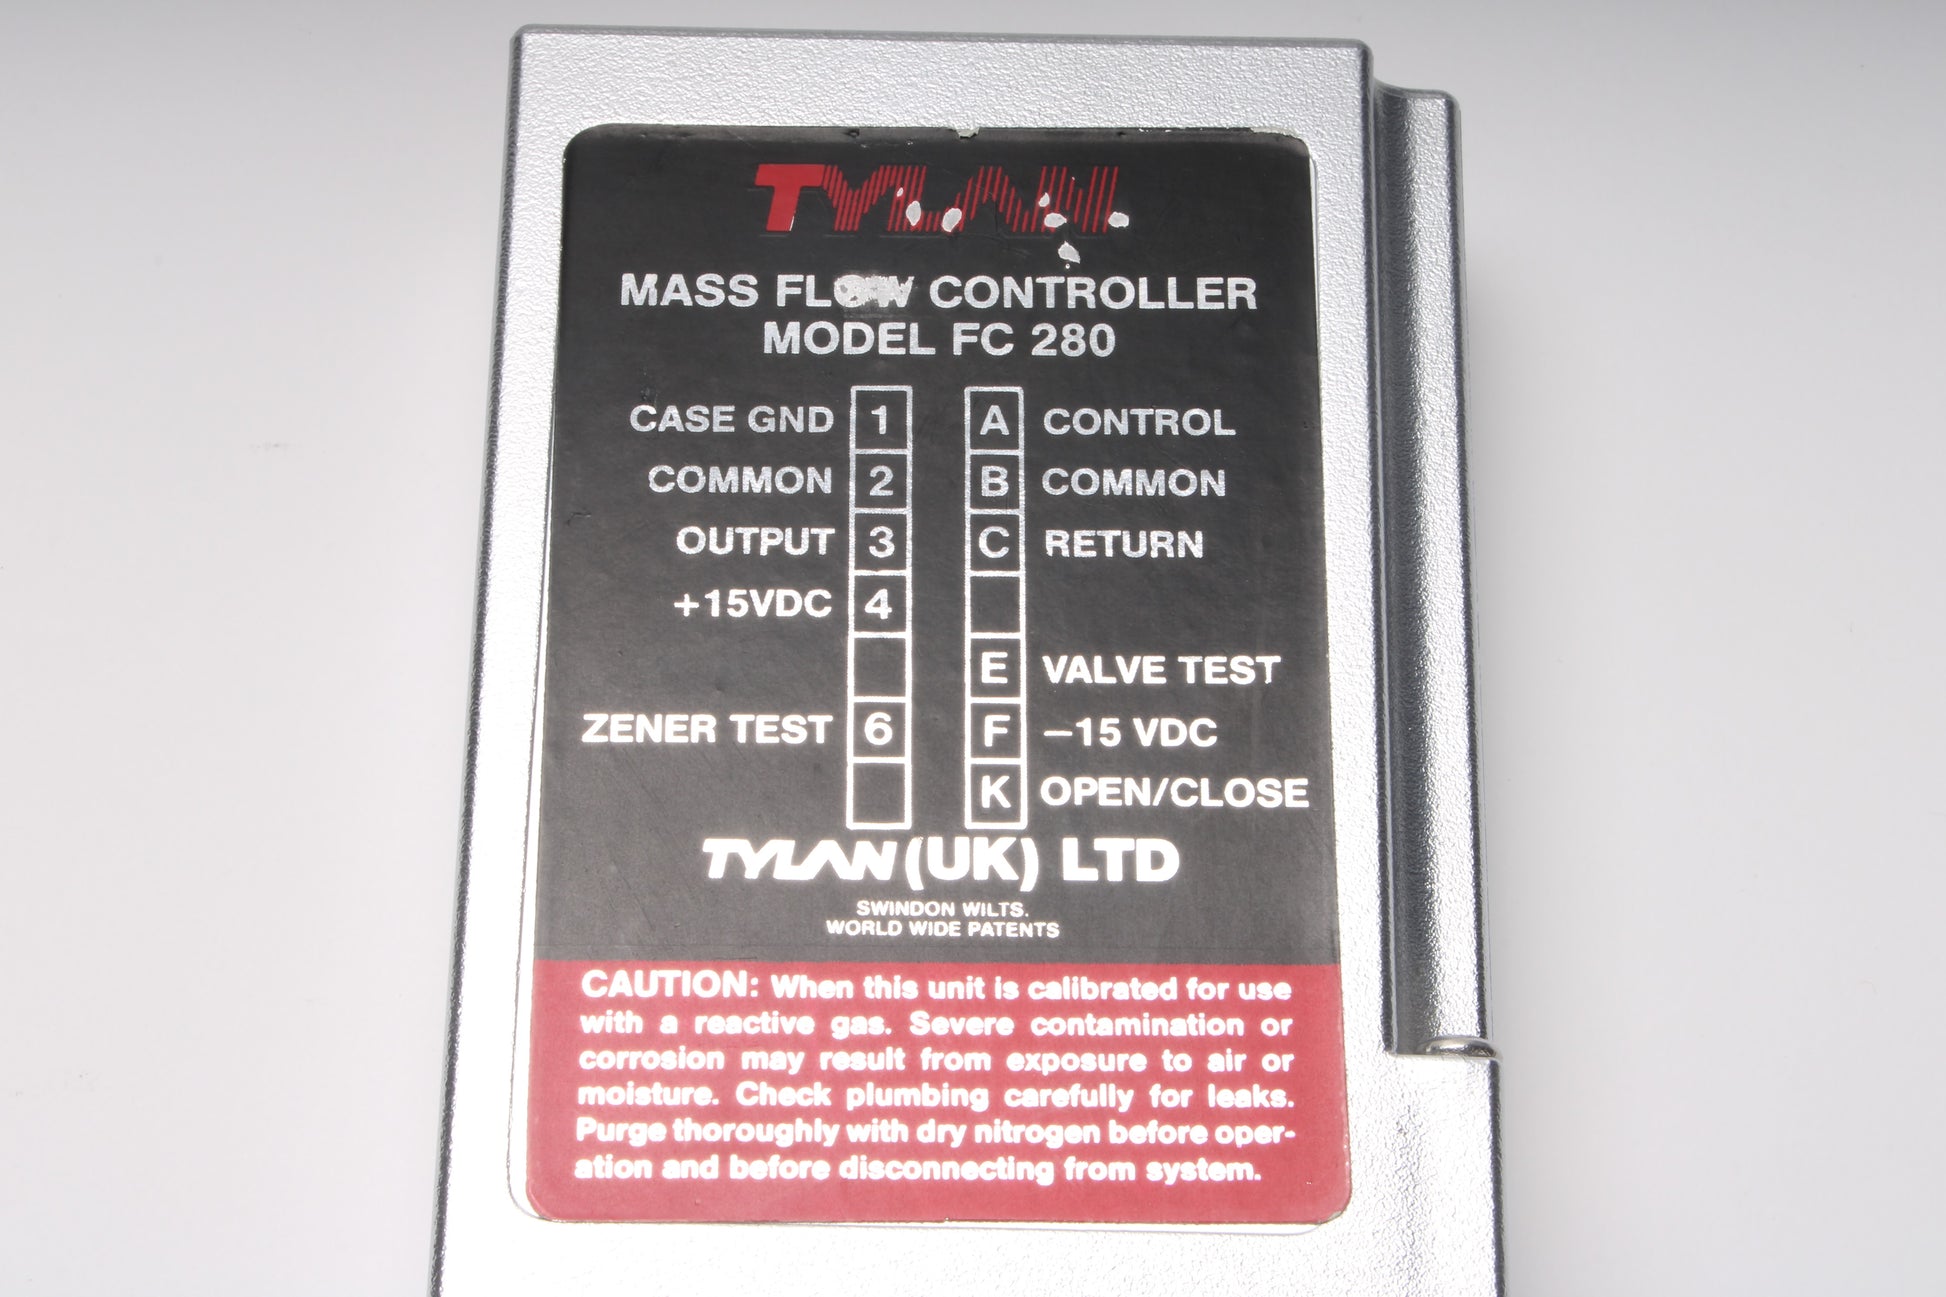 TYLAN
MASS FLOW CONTROLLER
MODEL FC 280
CASE GND 1 A CONTROL
COMMON 2 B COMMON
OUTPUT 3 C RETURN
+15VDC 4
E VALVE TEST
ZENER TEST 6 F –15 VDC
K OPEN/CLOSE
TYLAN (UK) LTD
SWINDON WILTS.
WORLD WIDE PATENTS
CAUTION: When this unit is calibrated for use
with a reactive gas. Severe contamination or
corrosion may result from exposure to air or
moisture. Check plumbing carefully for leaks.
Purge thoroughly with dry nitrogen before oper-
ation and before disconnecting from system.